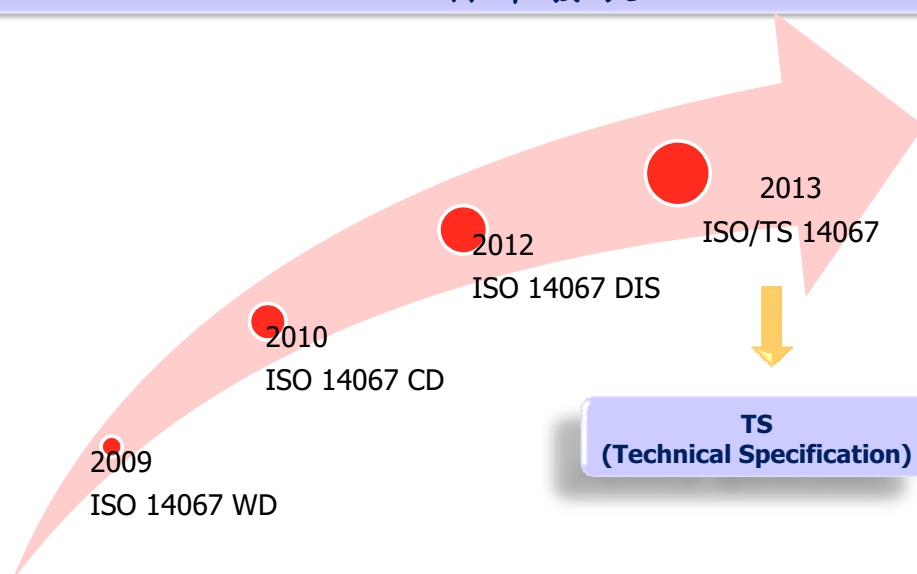 2013
ISO/TS 14067
2012
ISO 14067 DIS
2010
ISO 14067 CD
2009
ISO 14067 WD
TS
(Technical Specification)